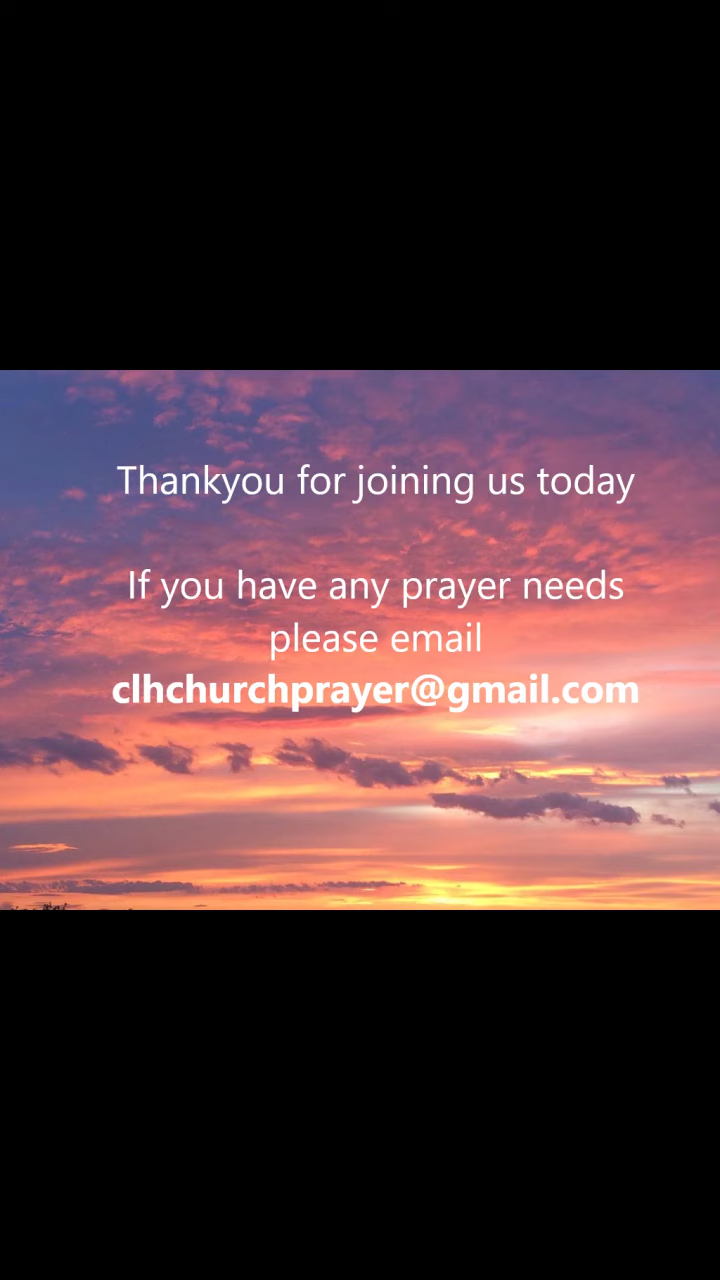 Thankyou for joining us today
If you have any prayer needs
please email
clhchurchprayer@gmail.com